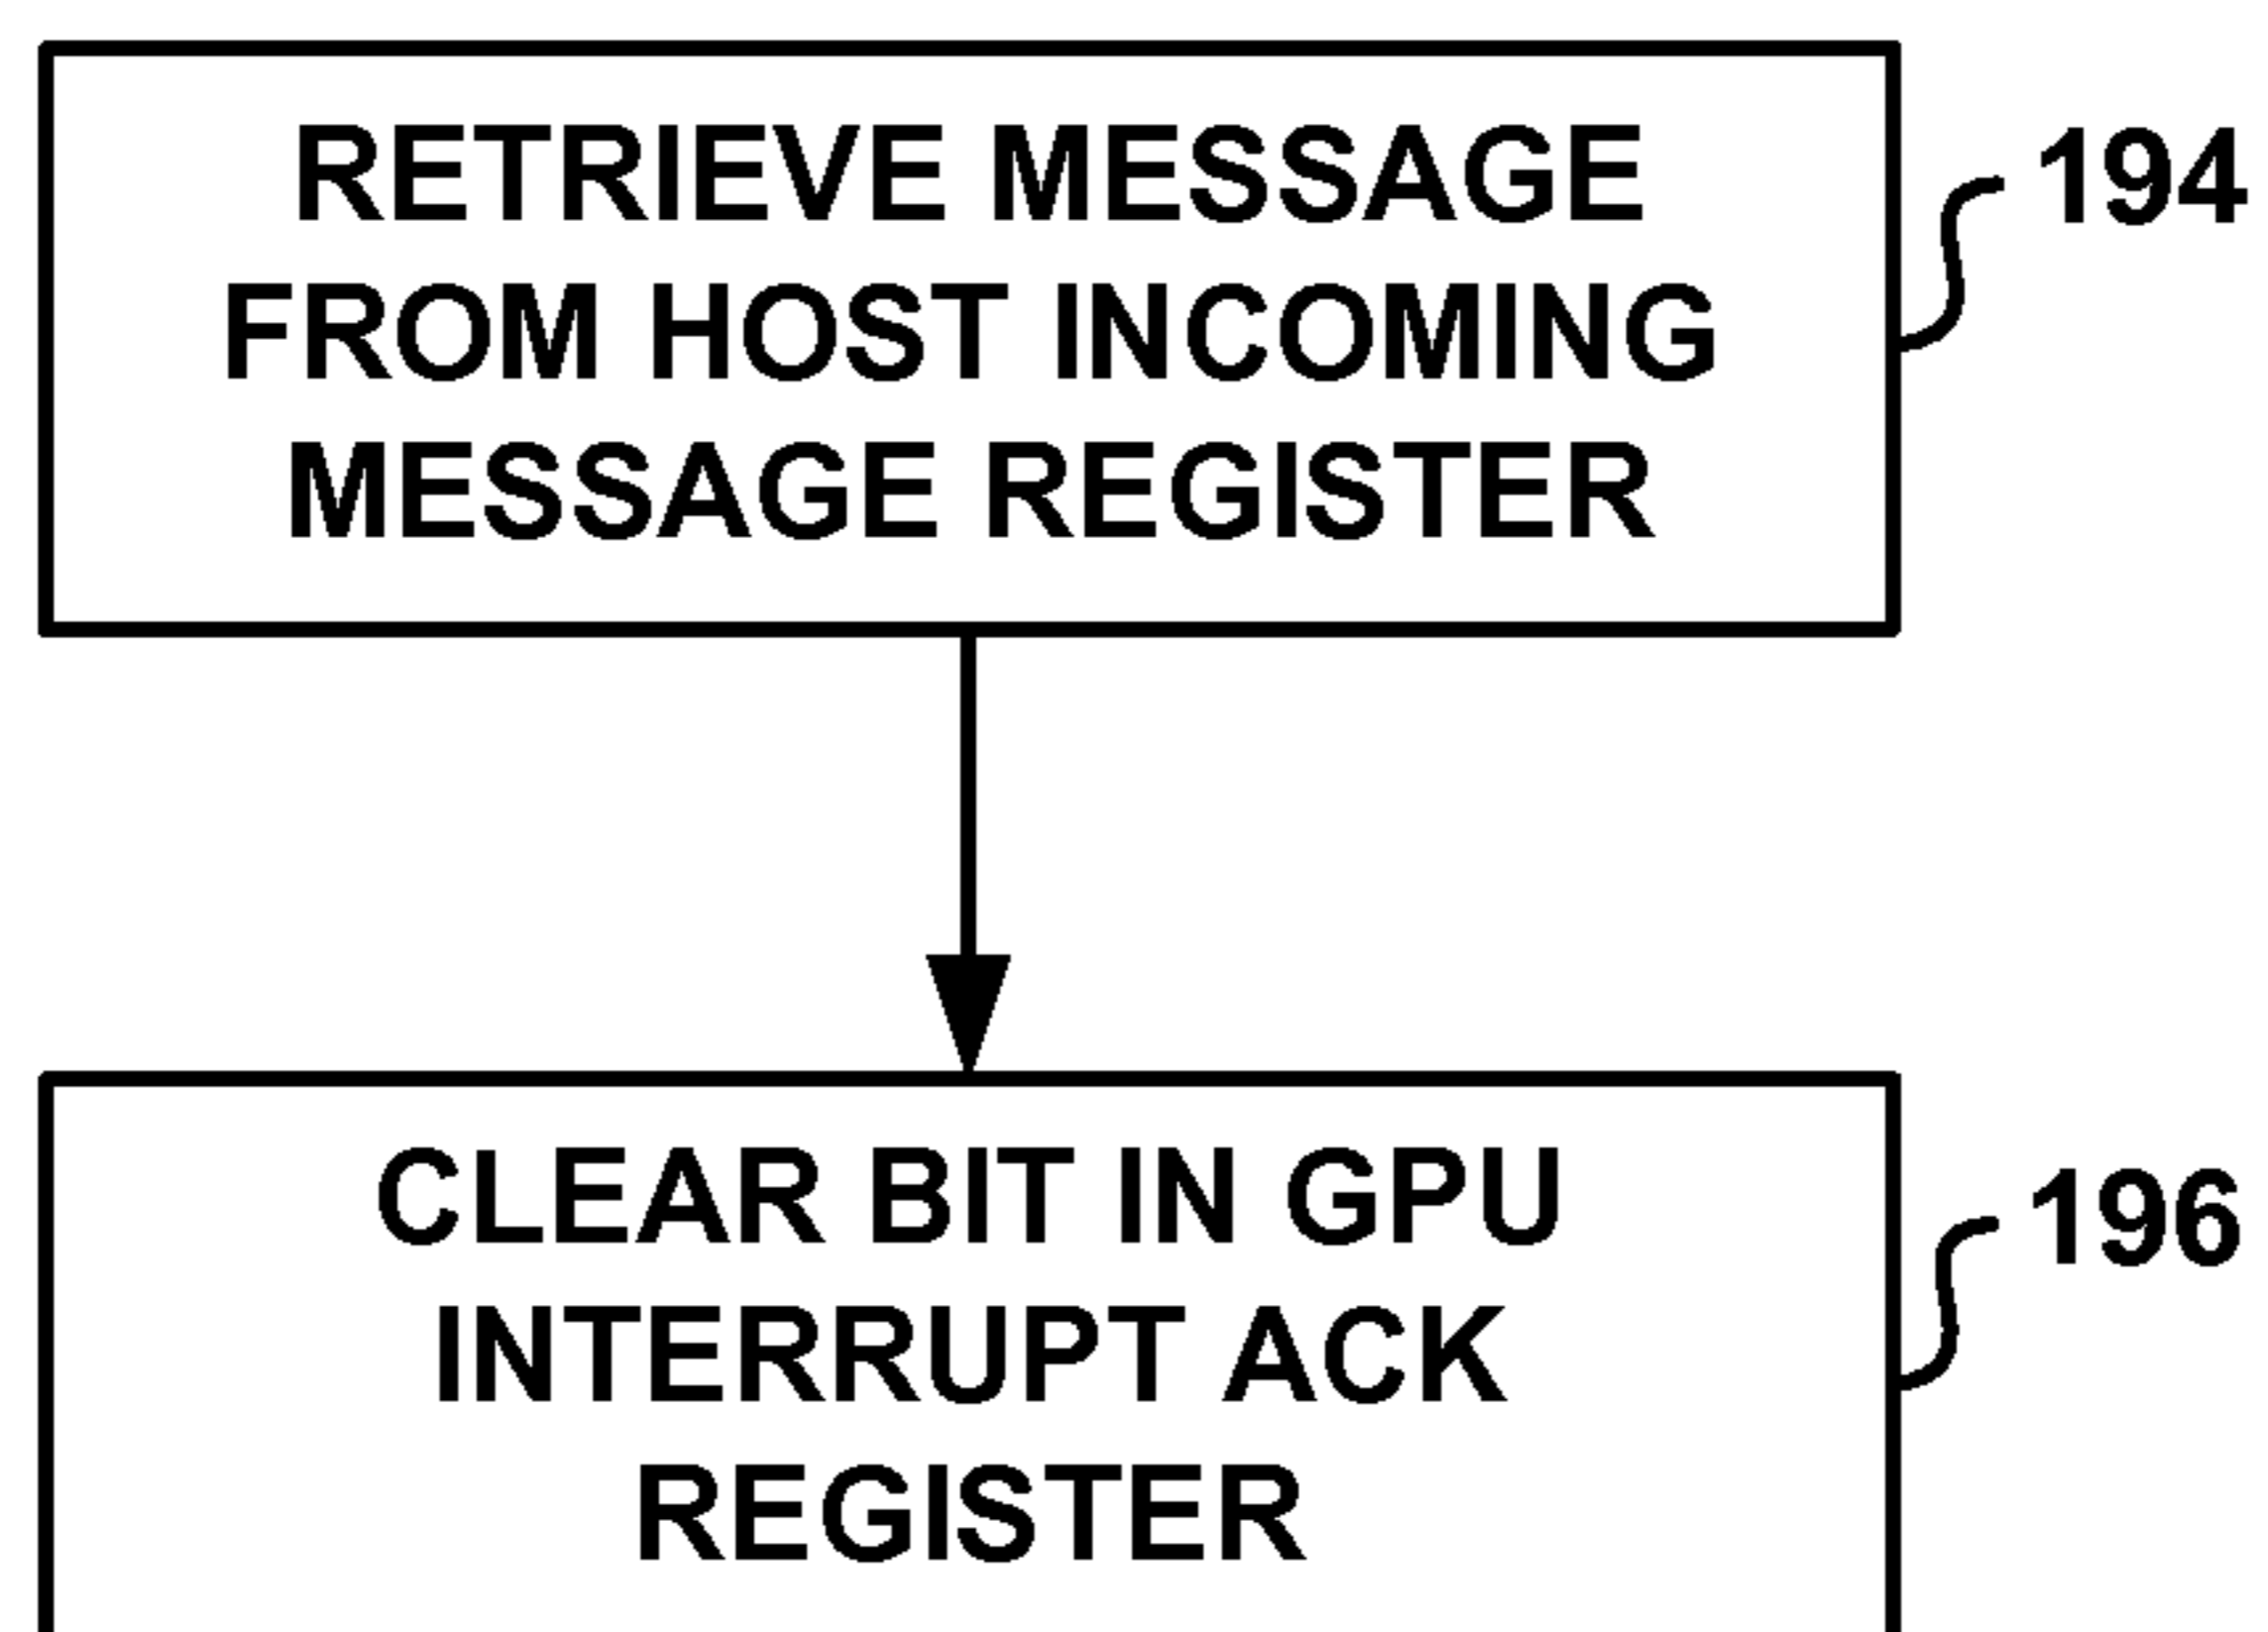 RETRIEVE MESSAGE
FROM HOST INCOMING
MESSAGE REGISTER
194
CLEAR BIT IN GPU
INTERRUPT ACK
REGISTER
196